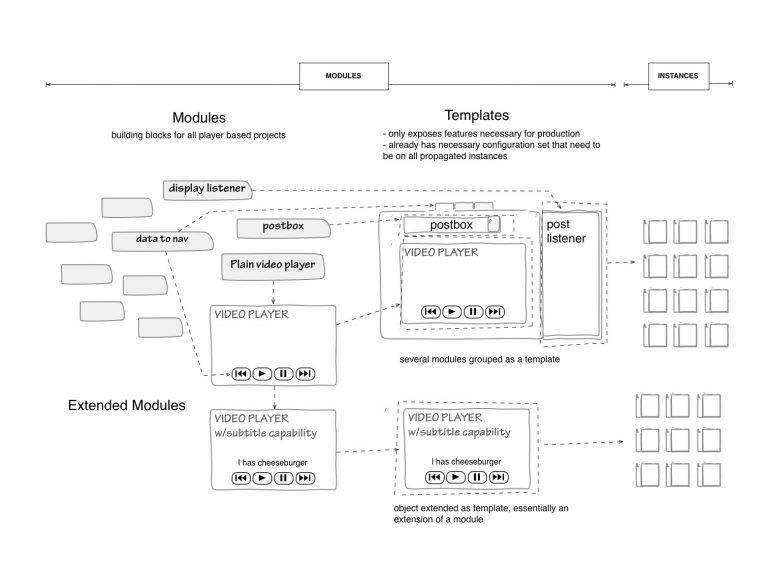 MODULES
INSTANCES
Modules
building blocks for all player based projects
Templates
- only exposes features necessary for production
- already has necessary configuration set that need to
be on all propagated instances
display listener
data to nav
postbox
Plain video player
VIDEO PLAYER
postbox
VIDEO PLAYER
post
listener
several modules grouped as a template
Extended Modules
VIDEO PLAYER
w/subtitle capability
I has cheeseburger
VIDEO PLAYER
w/subtitle capability
I has cheeseburger
object extended as template, essentially an
extension of a module